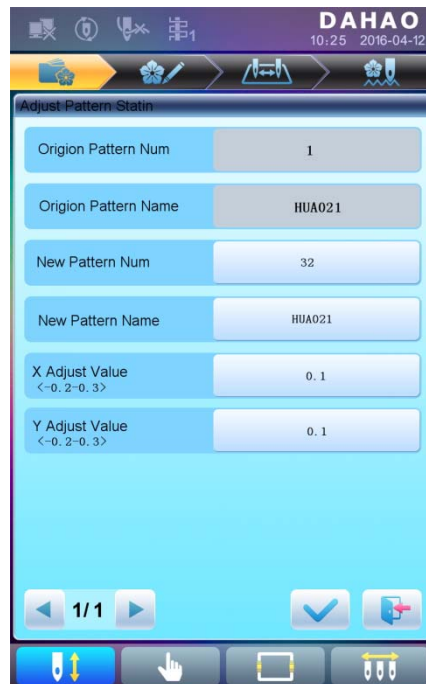 DAHAO
串1
10:25 2016-04-12
Adjust Pattern Statin
Origion Pattern Num
1
Origion Pattern Name
HUA021
New Pattern Num
32
New Pattern Name
HUA021
X Adjust Value
<-0.2-0.3>
0.1
Y Adjust Value
<-0.2-0.3>
0.1
1/1